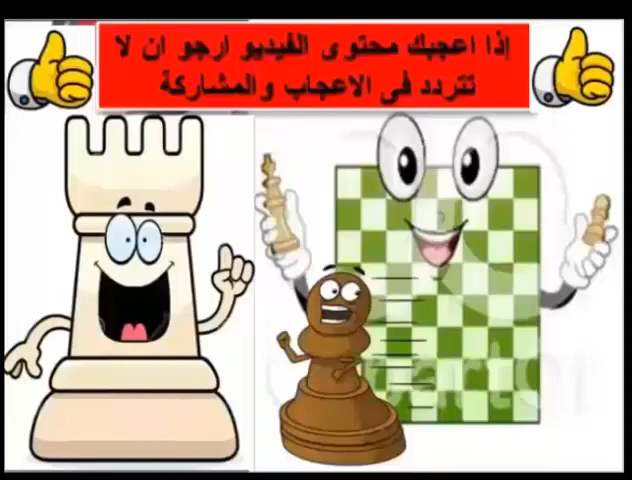 إذا اعجبك محتوى الفيديو ارجو ان لا
تتردد فى الاعجاب والمشاركة